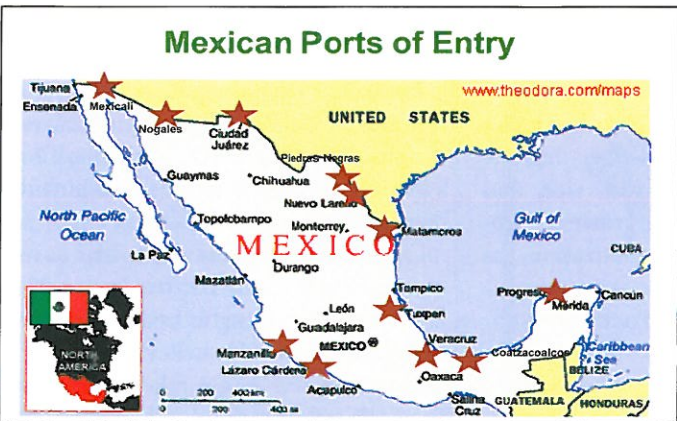 Mexican Ports of Entry
www.theodora.com/maps
Tijuana
Ensenada
Mexicali
Nogales
Ciudad
Juárez
UNITED STATES
Piedras Negras
Guaymas
Chihuahua
Nuevo Laredo
Topolobampo
Monterrey
Matamoros
North Pacific
Ocean
Gulf of
Mexico
La Paz
MEXICO
CUBA
Durango
Mazatlán
Tampico
Progreso
Cancún
Mérida
León
Tuxpan
Guadalajara
Veracruz
Manzanillo
MEXICO
Coatzacoalcos
Caribbean
Sea
Lázaro Cárdena
Oaxaca
BELIZE
Acapulco
Salina
Cruz
GUATEMALA
HONDURAS
NORTH
AMERICA
0 200 400 km
0 200 400 mi